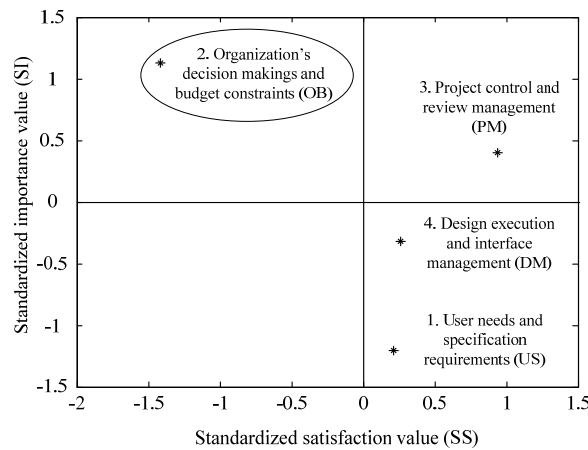 1.5
1
0.5
0
-0.5
-1
-1.5
-2
-1.5
-1
-0.5
0
0.5
1
1.5
Standardized importance value (SI)
Standardized satisfaction value (SS)
2. Organization's
decision makings and
budget constraints (OB)
3. Project control and
review management
(PM)
4. Design execution
and interface
management (DM)
1. User needs and
specification
requirements (US)